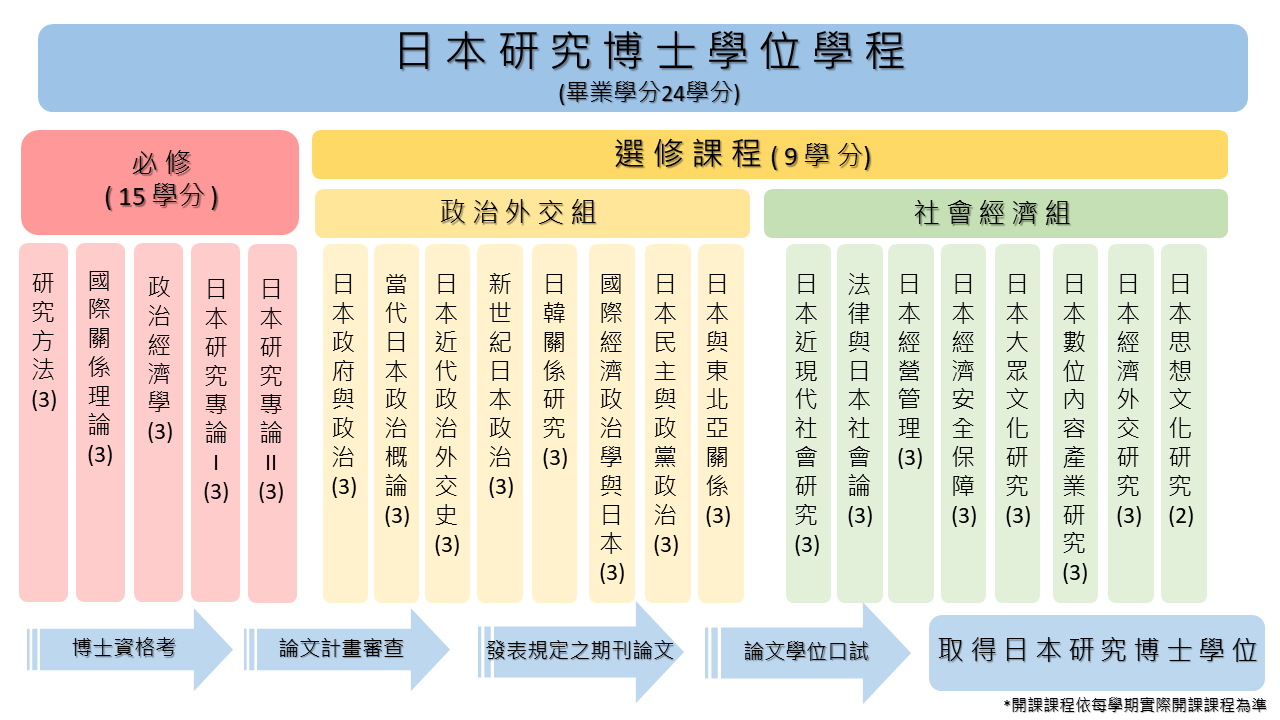 日本研究博士學位學程
(畢業學分24學分)
必修
(15學分)
選修課程(9學分)
政治外交組
社會經濟組
研究方法(3)
國際關係理論(3)
政治經濟學(3)
日本研究專論I(3)
日本研究專論II(3)
日本政府與政治(3)
當代日本政治概論(3)
日本近代政治外交史(3)
新世紀日本政治(3)
日韓關係研究(3)
國際經濟政治學與日本(3)
日本民主與政黨政治(3)
日本與東北亞關係(3)
日本近現代社會研究(3)
法律與日本社會論(3)
日本經營管理(3)
日本經濟安全保障(3)
日本大眾文化研究(3)
日本數位內容產業研究(3)
日本經濟外交研究(3)
日本思想文化研究(2)
博士資格考
論文計畫審查
發表規定之期刊論文
論文學位口試
取得日本研究博士學位
*開課課程依每學期實際開課課程為準